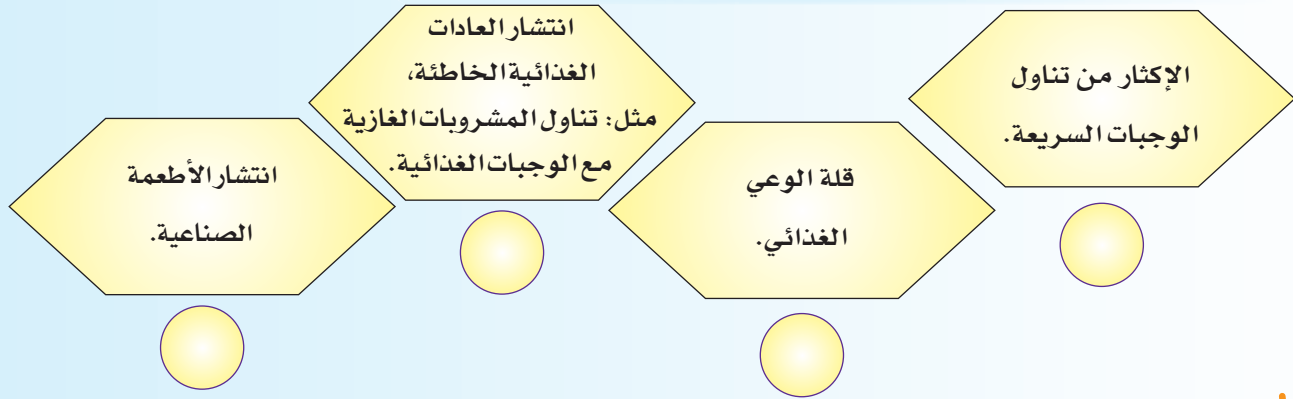 الإكثار من تناول
الوجبات السريعة.
قلة الوعي
الغذائي.
انتشار العادات
الغذائية الخاطئة،
مثل: تناول المشروبات الغازية
مع الوجبات الغذائية.
انتشار الأطعمة
الصناعية.